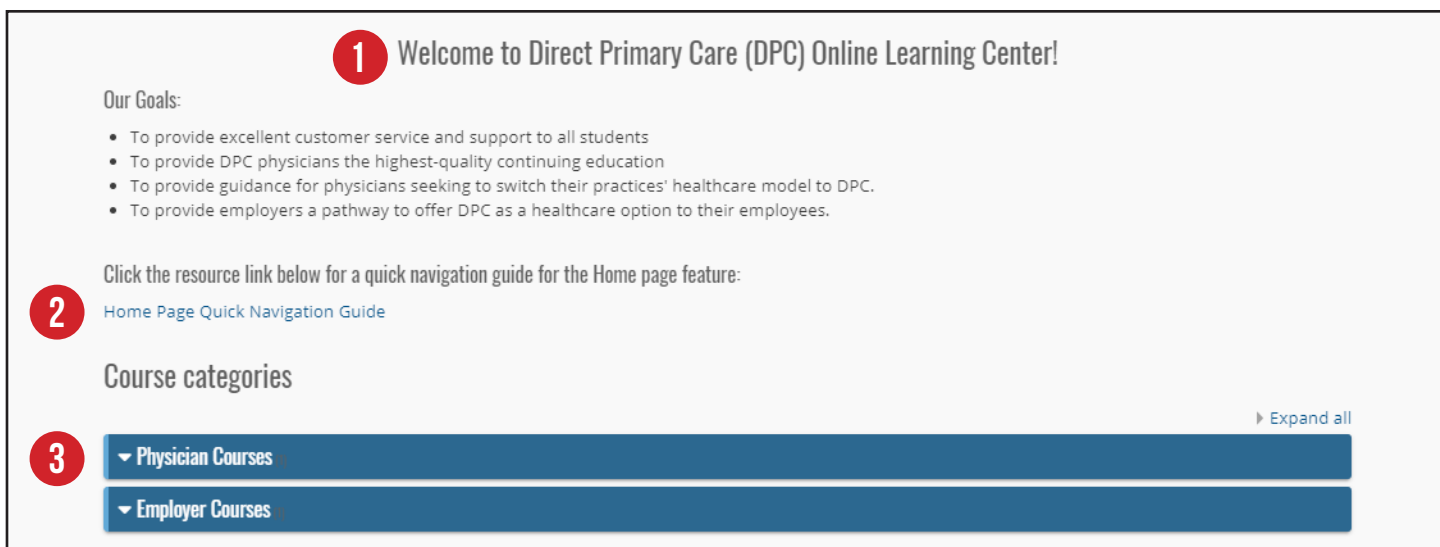 1 Welcome to Direct Primary Care (DPC) Online Learning Center!
Our Goals:
• To provide excellent customer service and support to all students
• To provide DPC physicians the highest-quality continuing education
• To provide guidance for physicians seeking to switch their practices' healthcare model to DPC.
• To provide employers a pathway to offer DPC as a healthcare option to their employees.
Click the resource link below for a quick navigation guide for the Home page feature:
2 Home Page Quick Navigation Guide
Course categories
Expand all
3 Physician Courses
Employer Courses